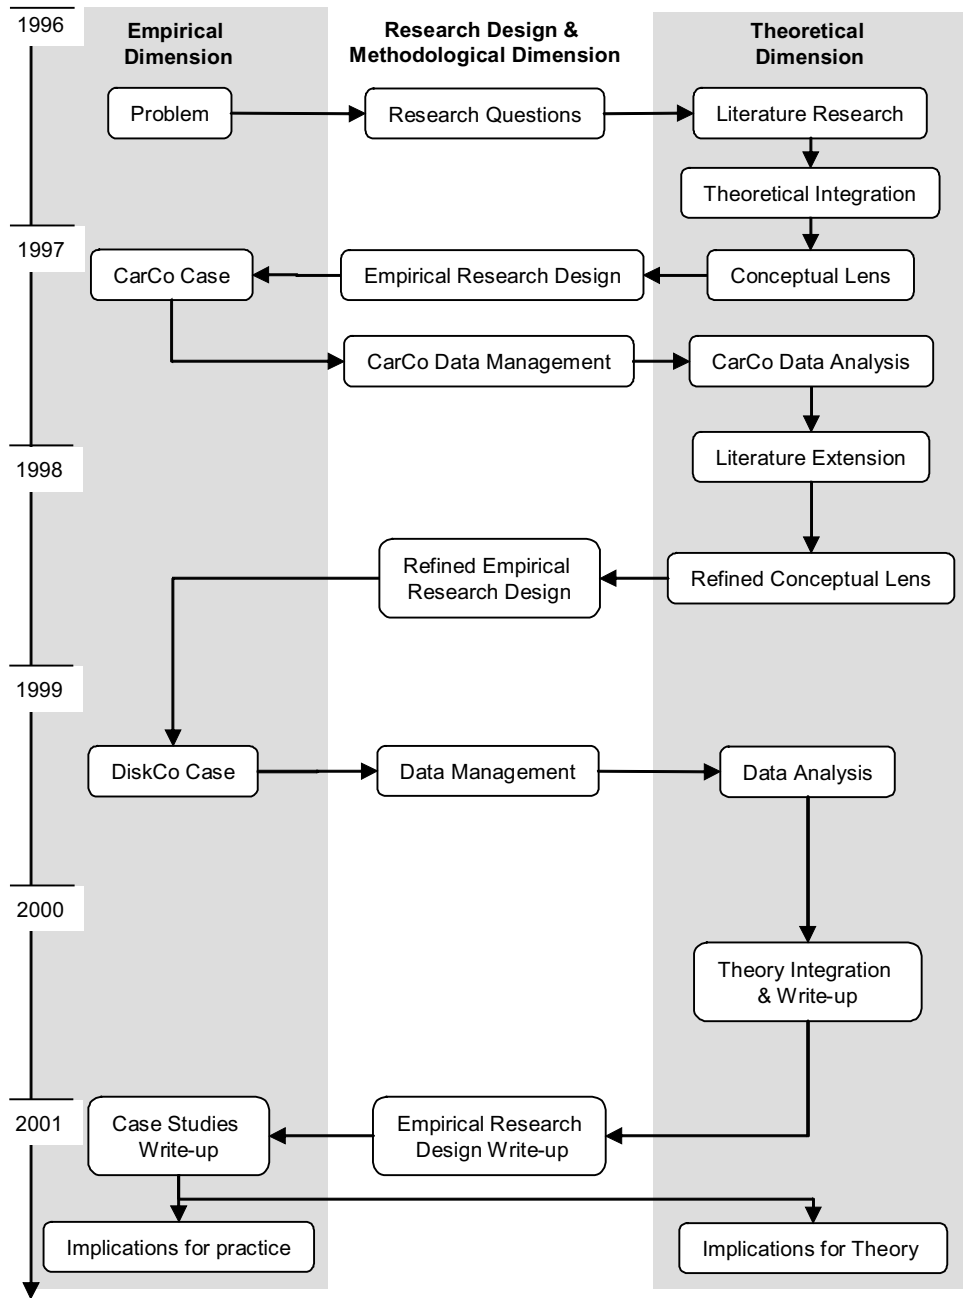 1996
Empirical
Dimension
Research Design &
Methodological Dimension
Theoretical
Dimension
Problem
Research Questions
Literature Research
Theoretical Integration
1997
CarCo Case
Empirical Research Design
Conceptual Lens
CarCo Data Management
CarCo Data Analysis
1998
Literature Extension
Refined Empirical
Research Design
Refined Conceptual Lens
1999
DiskCo Case
Data Management
Data Analysis
2000
Theory Integration
& Write-up
2001
Case Studies
Write-up
Empirical Research
Design Write-up
Implications for practice
Implications for Theory